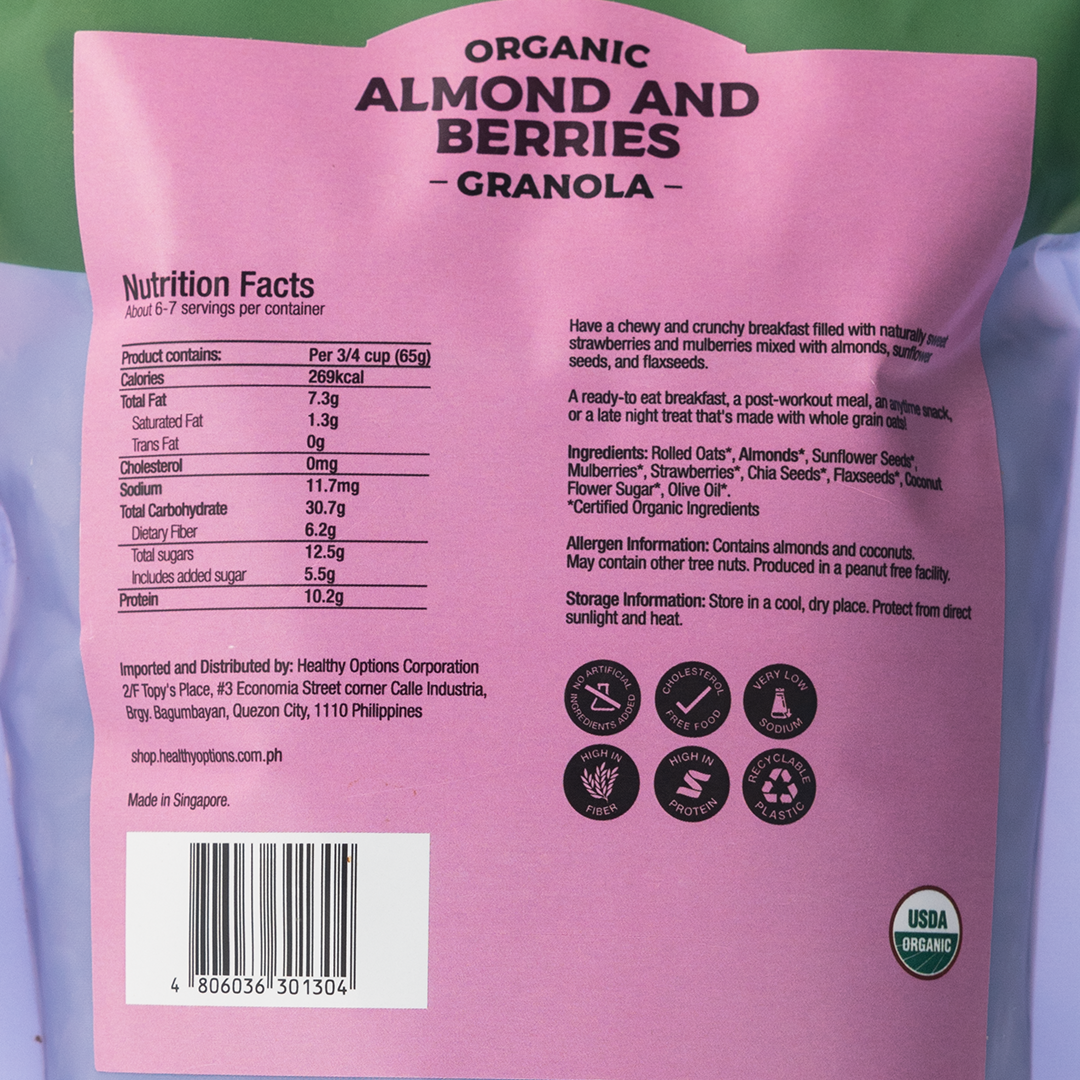 ORGANIC
ALMOND AND
BERRIES
– GRANOLA –
Nutrition Facts
About 6-7 servings per container
Product contains: Per 3/4 cup (65g)
Calories 269kcal
Total Fat 7.3g
Saturated Fat 1.3g
Trans Fat 0g
Cholesterol 0mg
Sodium 11.7mg
Total Carbohydrate 30.7g
Dietary Fiber 6.2g
Total sugars 12.5g
Includes added sugar 5.5g
Protein 10.2g
Imported and Distributed by: Healthy Options Corporation
2/F Topy's Place, #3 Economia Street corner Calle Industria,
Brgy. Bagumbayan, Quezon City, 1110 Philippines
shop.healthyoptions.com.ph
Made in Singapore.
4 806036 301304
Have a chewy and crunchy breakfast filled with naturally sweet
strawberries and mulberries mixed with almonds, sunflower
seeds, and flaxseeds.
A ready-to eat breakfast, a post-workout meal, an anytime snack,
or a late night treat that's made with whole grain oats!
Ingredients: Rolled Oats*, Almonds*, Sunflower Seeds*,
Mulberries*, Strawberries*, Chia Seeds*, Flaxseeds*, Coconut
Flower Sugar*, Olive Oil*.
*Certified Organic Ingredients
Allergen Information: Contains almonds and coconuts.
May contain other tree nuts. Produced in a peanut free facility.
Storage Information: Store in a cool, dry place. Protect from direct
sunlight and heat.
NO ARTIFICIAL INGREDIENTS ADDED
CHOLESTEROL FREE FOOD
VERY LOW SODIUM
HIGH IN FIBER
HIGH IN PROTEIN
RECYCLABLE PLASTIC
USDA
ORGANIC